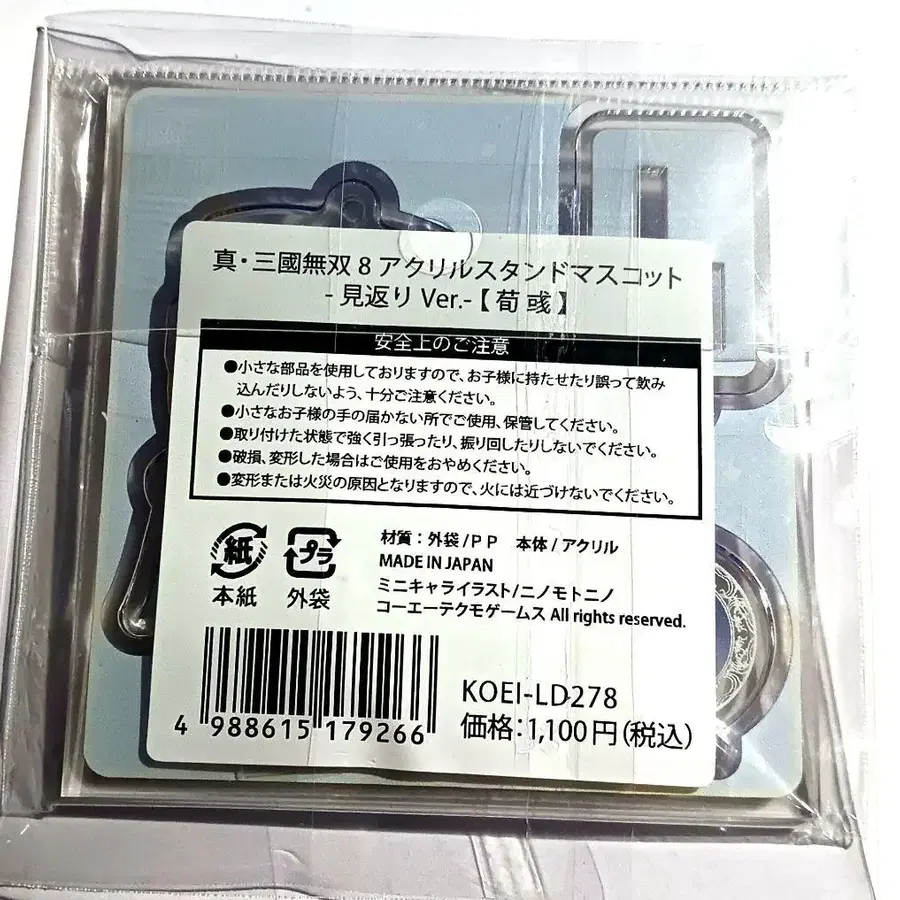 真・三國無双8アクリルスタンドマスコット
-見返りVer.-【荀彧】
安全上のご注意
●小さな部品を使用しておりますので、お子様に持たせたり誤って飲み
込んだりしないよう、十分ご注意ください。
●小さなお子様の手の届かない所でご使用、保管してください。
●取り付けた状態で強く引っ張ったり、振り回したりしないでください。
●破損、変形した場合はご使用をおやめください。
●変形または火災の原因となりますので、火には近づけないでください。
紙 プラ
本紙 外袋
材質：外袋/PP 本体/アクリル
MADE IN JAPAN
ミニキャライラスト/ニノモトニノ
コーエーテクモゲームス All rights reserved.
4 988615 179266
KOEI-LD278
価格：1,100円（税込）